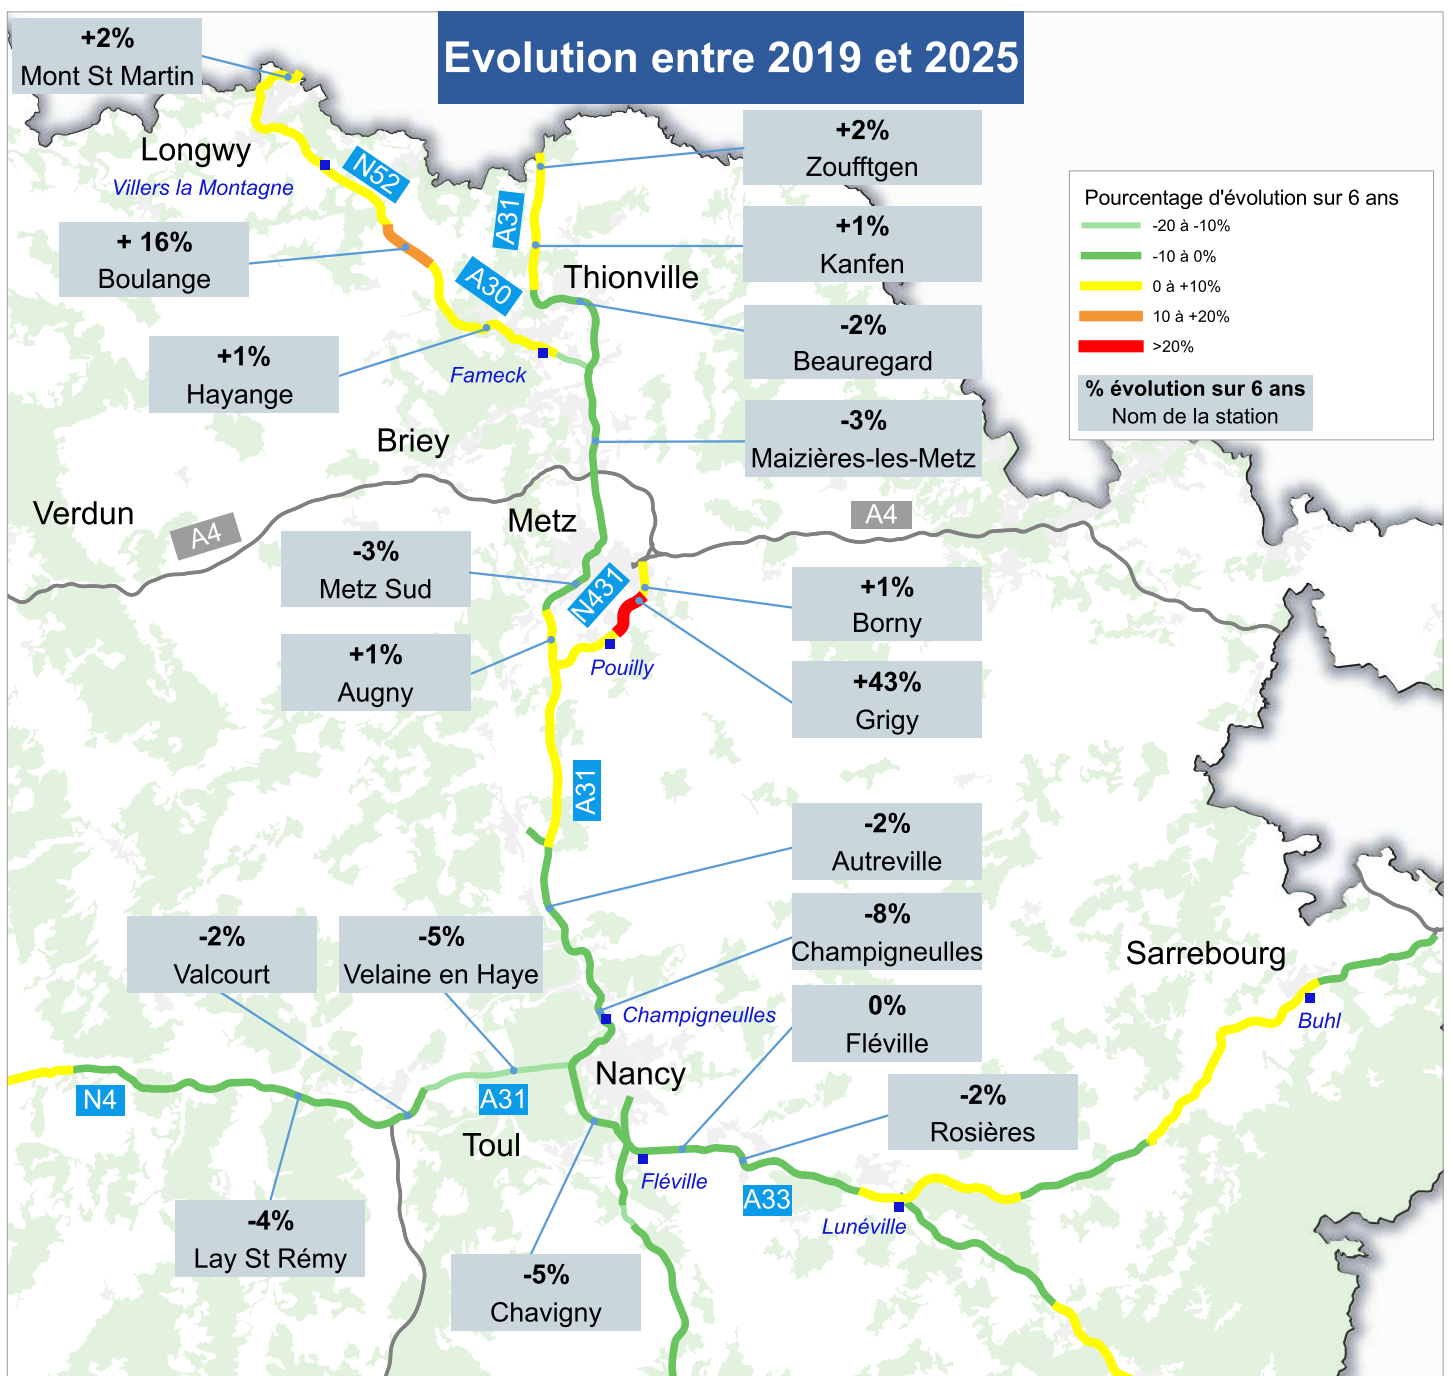 Evolution entre 2019 et 2025
+2%
Mont St Martin
Longwy
Villers la Montagne
N52
+ 16%
Boulange
A30
+1%
Hayange
Fameck
A31
+2%
Zoufftgen
+1%
Kanfen
Thionville
-2%
Beauregard
-3%
Maizières-les-Metz
Pourcentage d'évolution sur 6 ans
-20 à -10%
-10 à 0%
0 à +10%
10 à +20%
>20%
% évolution sur 6 ans
Nom de la station
Briey
Verdun
A4
Metz
A4
-3%
Metz Sud
N431
+1%
Borny
+1%
Augny
Pouilly
+43%
Grigy
A31
-2%
Autreville
-8%
Champigneulles
-2%
Valcourt
-5%
Velaine en Haye
Champigneulles
0%
Fléville
Sarrebourg
Buhl
Nancy
N4
A31
Toul
-2%
Rosières
Fléville
A33
Lunéville
-4%
Lay St Rémy
-5%
Chavigny